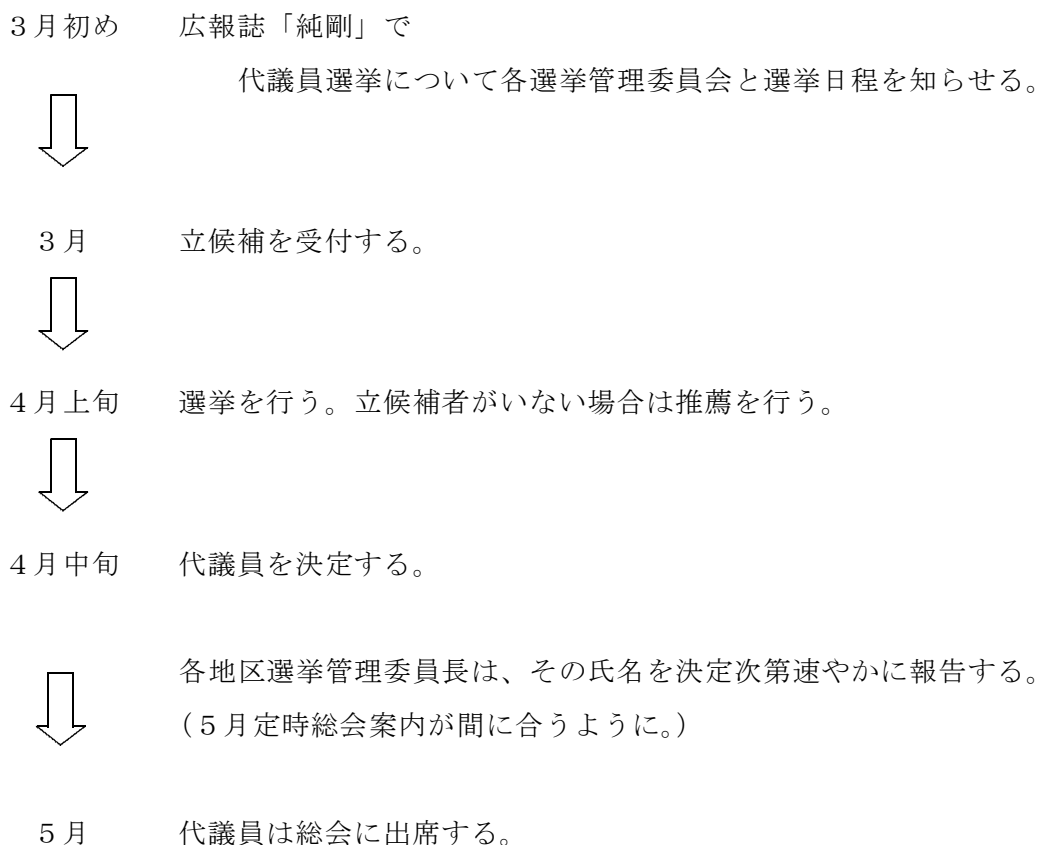 ３月初め　広報誌「純剛」で
代議員選挙について各選挙管理委員会と選挙日程を知らせる。
３月　立候補を受付する。
４月上旬　選挙を行う。立候補者がいない場合は推薦を行う。
４月中旬　代議員を決定する。
各地区選挙管理委員長は、その氏名を決定次第速やかに報告する。
（５月定時総会案内が間に合うように。）
５月　代議員は総会に出席する。